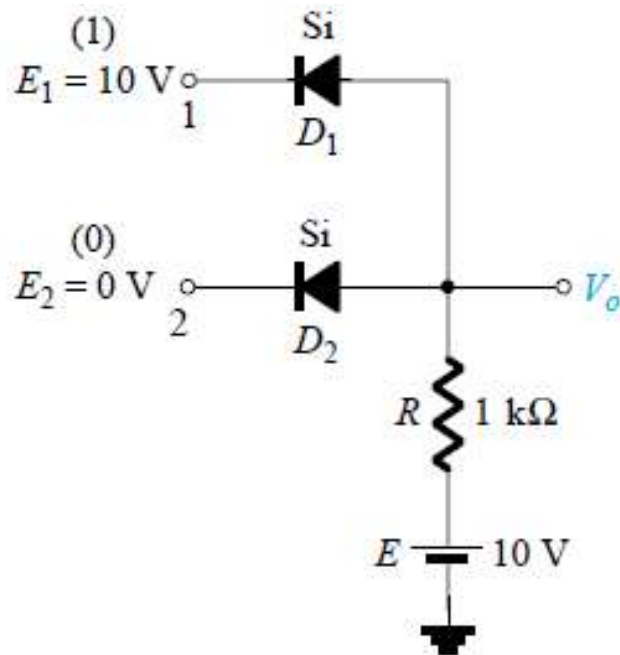 (1)
Si
E₁ = 10 V
1
D₁
(0)
Si
E₂ = 0 V
2
D₂
Vₒ
R
1 kΩ
E
10 V